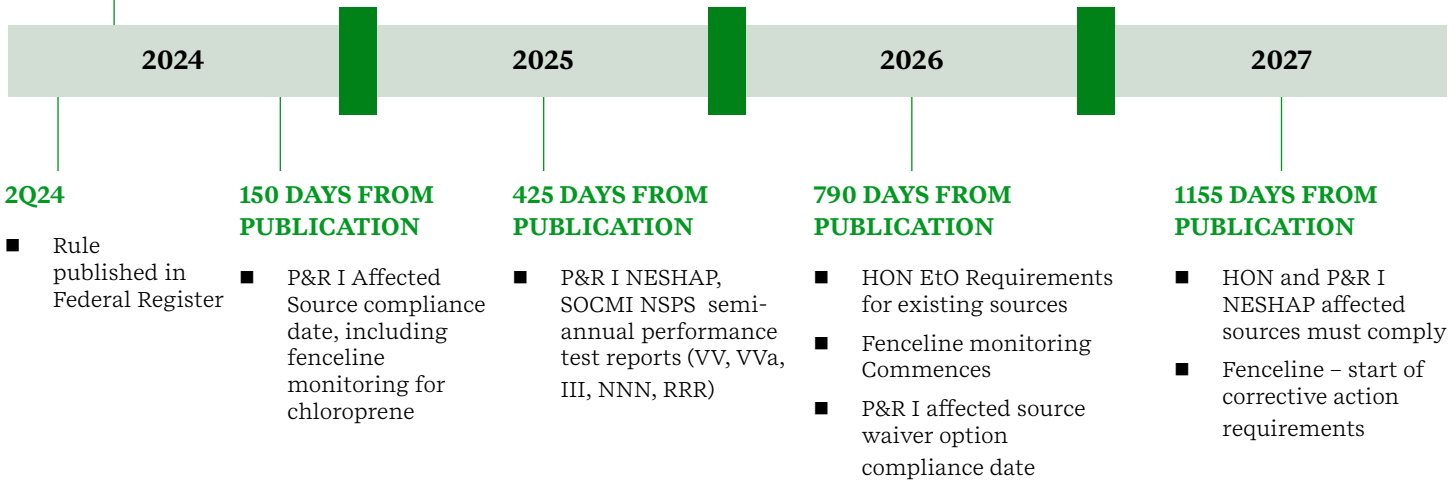 2024
2025
2026
2027
2Q24
■ Rule
published in
Federal Register
150 DAYS FROM
PUBLICATION
■ P&R I Affected
Source compliance
date, including
fenceline
monitoring for
chloroprene
425 DAYS FROM
PUBLICATION
■ P&R I NESHAP,
SOCMI NSPS semi-
annual performance
test reports (VV, VVa,
III, NNN, RRR)
790 DAYS FROM
PUBLICATION
■ HON EtO Requirements
for existing sources
■ Fenceline monitoring
Commences
■ P&R I affected source
waiver option
compliance date
1155 DAYS FROM
PUBLICATION
■ HON and P&R I
NESHAP affected
sources must comply
■ Fenceline – start of
corrective action
requirements